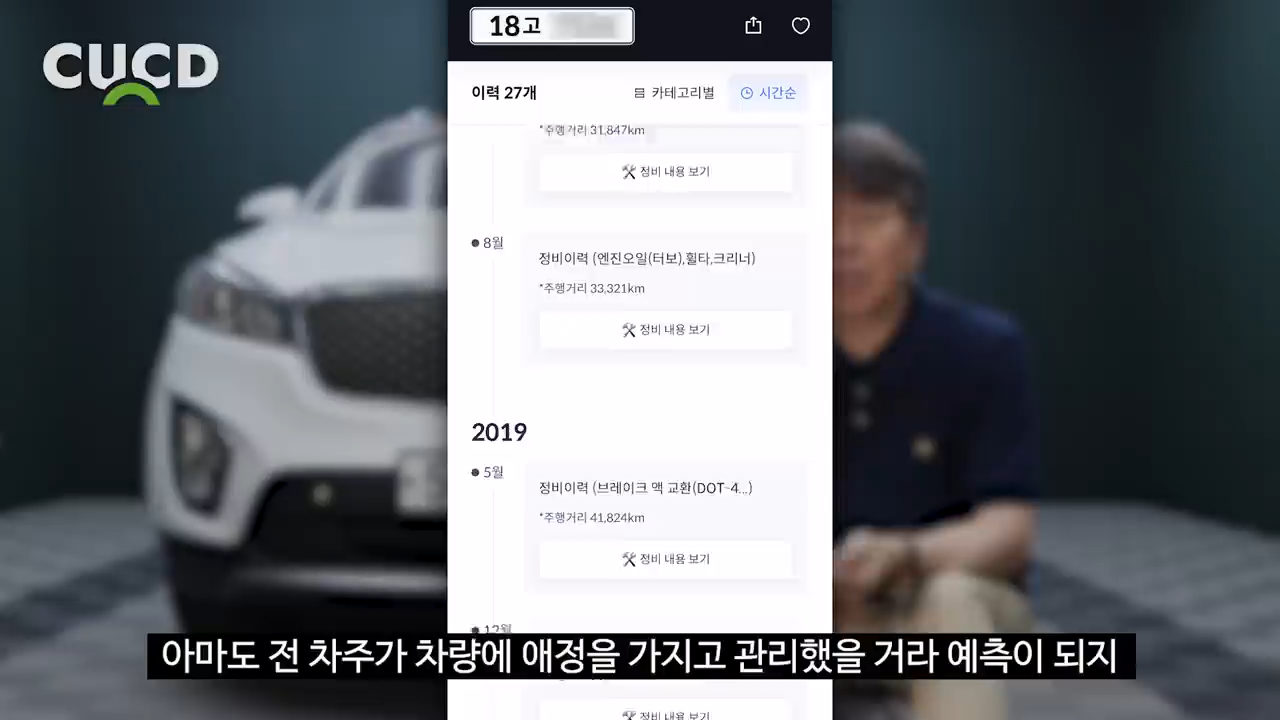 CUCD
18고
이력 27개
카테고리별
시간순
*주행거리 31,847km
정비 내용 보기
8월
정비이력 (엔진오일(터보),휠타,크리너)
*주행거리 33,321km
정비 내용 보기
2019
5월
정비이력 (브레이크 액 교환(DOT-4...)
*주행거리 41,824km
정비 내용 보기
12월
아마도 전 차주가 차량에 애정을 가지고 관리했을 거라 예측이 되지
정비 내용 보기